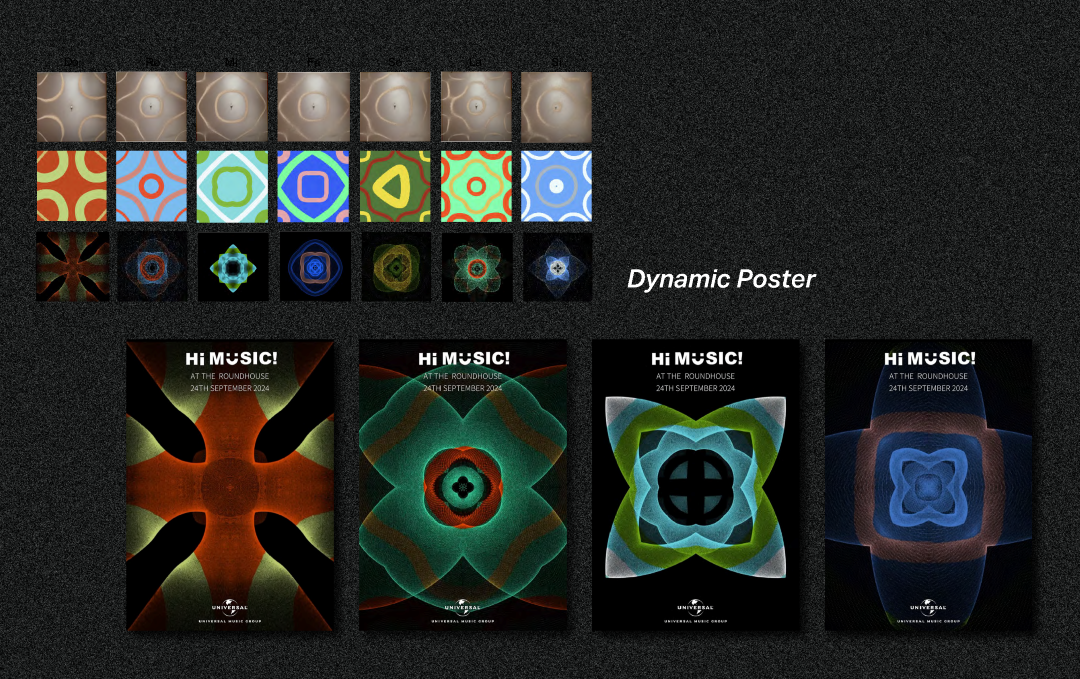 Do Re Mi Fa So La Si
Dynamic Poster
Hi MUSIC!
AT THE ROUNDHOUSE
24TH SEPTEMBER 2024
UNIVERSAL
UNIVERSAL MUSIC GROUP
Hi MUSIC!
AT THE ROUNDHOUSE
24TH SEPTEMBER 2024
UNIVERSAL
UNIVERSAL MUSIC GROUP
Hi MUSIC!
AT THE ROUNDHOUSE
24TH SEPTEMBER 2024
UNIVERSAL
UNIVERSAL MUSIC GROUP
Hi MUSIC!
AT THE ROUNDHOUSE
24TH SEPTEMBER 2024
UNIVERSAL
UNIVERSAL MUSIC GROUP